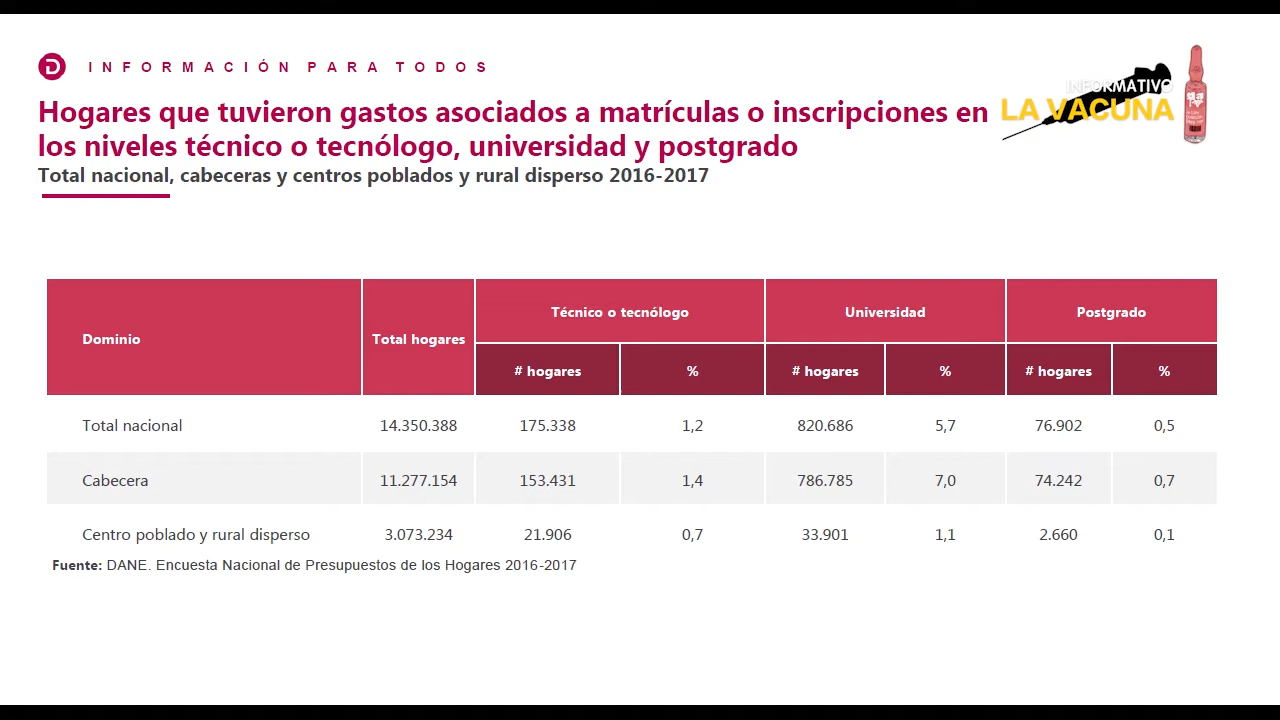 INFORMACIÓN PARA TODOS
INFORMATIVO
LA VACUNA
Hogares que tuvieron gastos asociados a matrículas o inscripciones en
los niveles técnico o tecnólogo, universidad y postgrado
Total nacional, cabeceras y centros poblados y rural disperso 2016-2017
Dominio Total hogares Técnico o tecnólogo Universidad Postgrado
# hogares % # hogares % # hogares %
Total nacional 14.350.388 175.338 1,2 820.686 5,7 76.902 0,5
Cabecera 11.277.154 153.431 1,4 786.785 7,0 74.242 0,7
Centro poblado y rural disperso 3.073.234 21.906 0,7 33.901 1,1 2.660 0,1
Fuente: DANE. Encuesta Nacional de Presupuestos de los Hogares 2016-2017